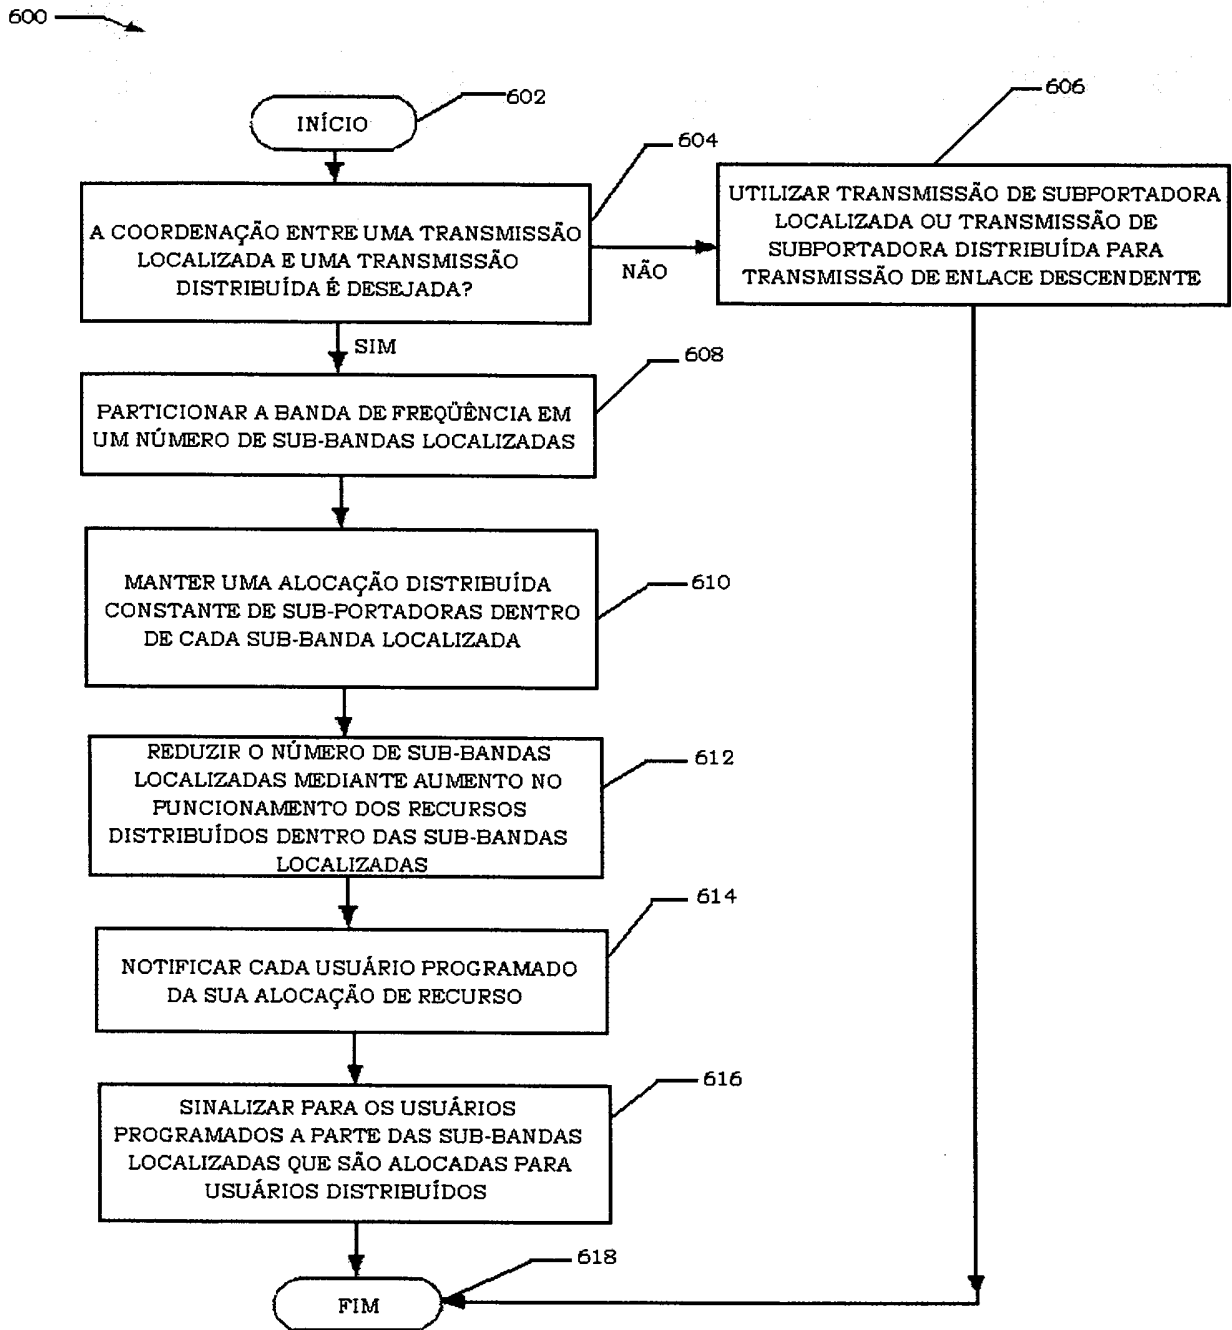 600
INÍCIO
602
604
606
A COORDENAÇÃO ENTRE UMA TRANSMISSÃO
LOCALIZADA E UMA TRANSMISSÃO
DISTRIBUÍDA É DESEJADA?
NÃO
UTILIZAR TRANSMISSÃO DE SUBPORTADORA
LOCALIZADA OU TRANSMISSÃO DE
SUBPORTADORA DISTRIBUÍDA PARA
TRANSMISSÃO DE ENLACE DESCENDENTE
SIM
608
PARTICIONAR A BANDA DE FREQÜÊNCIA EM
UM NÚMERO DE SUB-BANDAS LOCALIZADAS
610
MANTER UMA ALOCAÇÃO DISTRIBUÍDA
CONSTANTE DE SUB-PORTADORAS DENTRO
DE CADA SUB-BANDA LOCALIZADA
612
REDUZIR O NÚMERO DE SUB-BANDAS
LOCALIZADAS MEDIANTE AUMENTO NO
PUNCIONAMENTO DOS RECURSOS
DISTRIBUÍDOS DENTRO DAS SUB-BANDAS
LOCALIZADAS
614
NOTIFICAR CADA USUÁRIO PROGRAMADO
DA SUA ALOCAÇÃO DE RECURSO
616
SINALIZAR PARA OS USUÁRIOS
PROGRAMADOS A PARTE DAS SUB-BANDAS
LOCALIZADAS QUE SÃO ALOCADAS PARA
USUÁRIOS DISTRIBUÍDOS
618
FIM